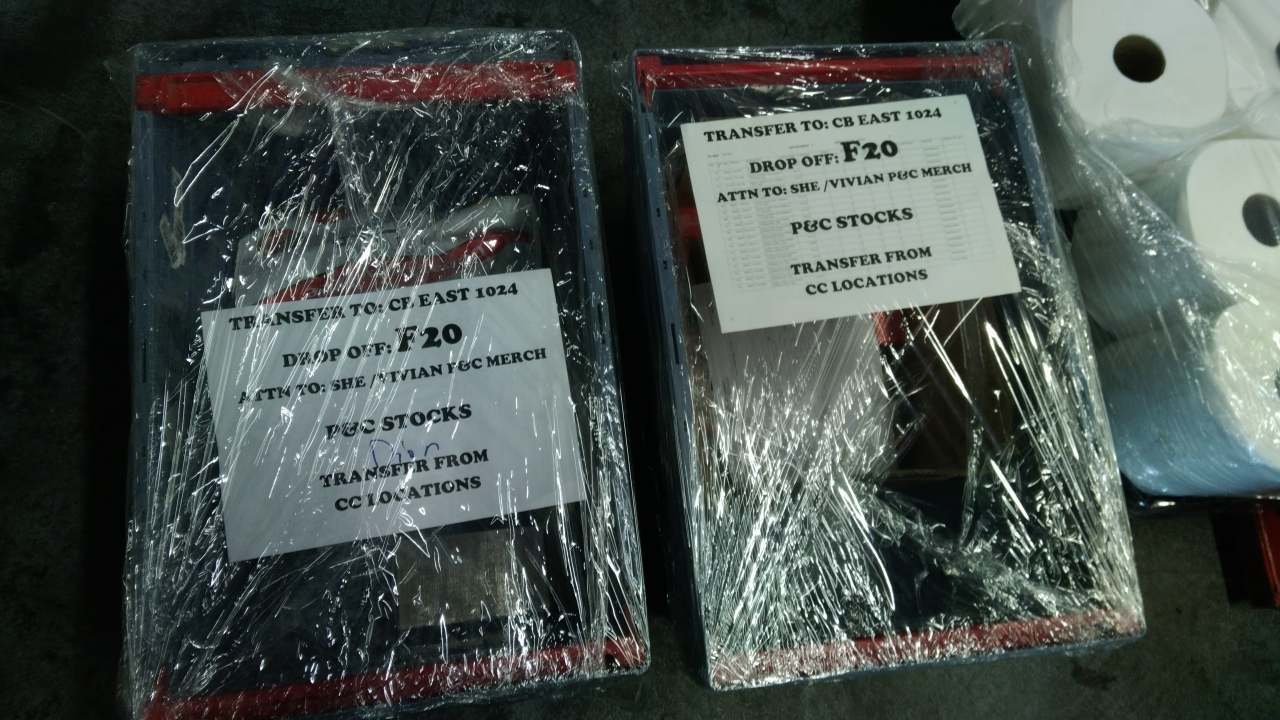 TRANSFER TO: CB EAST 1024
DROP OFF: F20
ATTN TO: SHE /VIVIAN P&C MERCH
P&C STOCKS
TRANSFER FROM
CC LOCATIONS
TRANSFER TO: CB EAST 1024
DROP OFF: F20
ATTN TO: SHE /VIVIAN P&C MERCH
P&C STOCKS
TRANSFER FROM
CC LOCATIONS